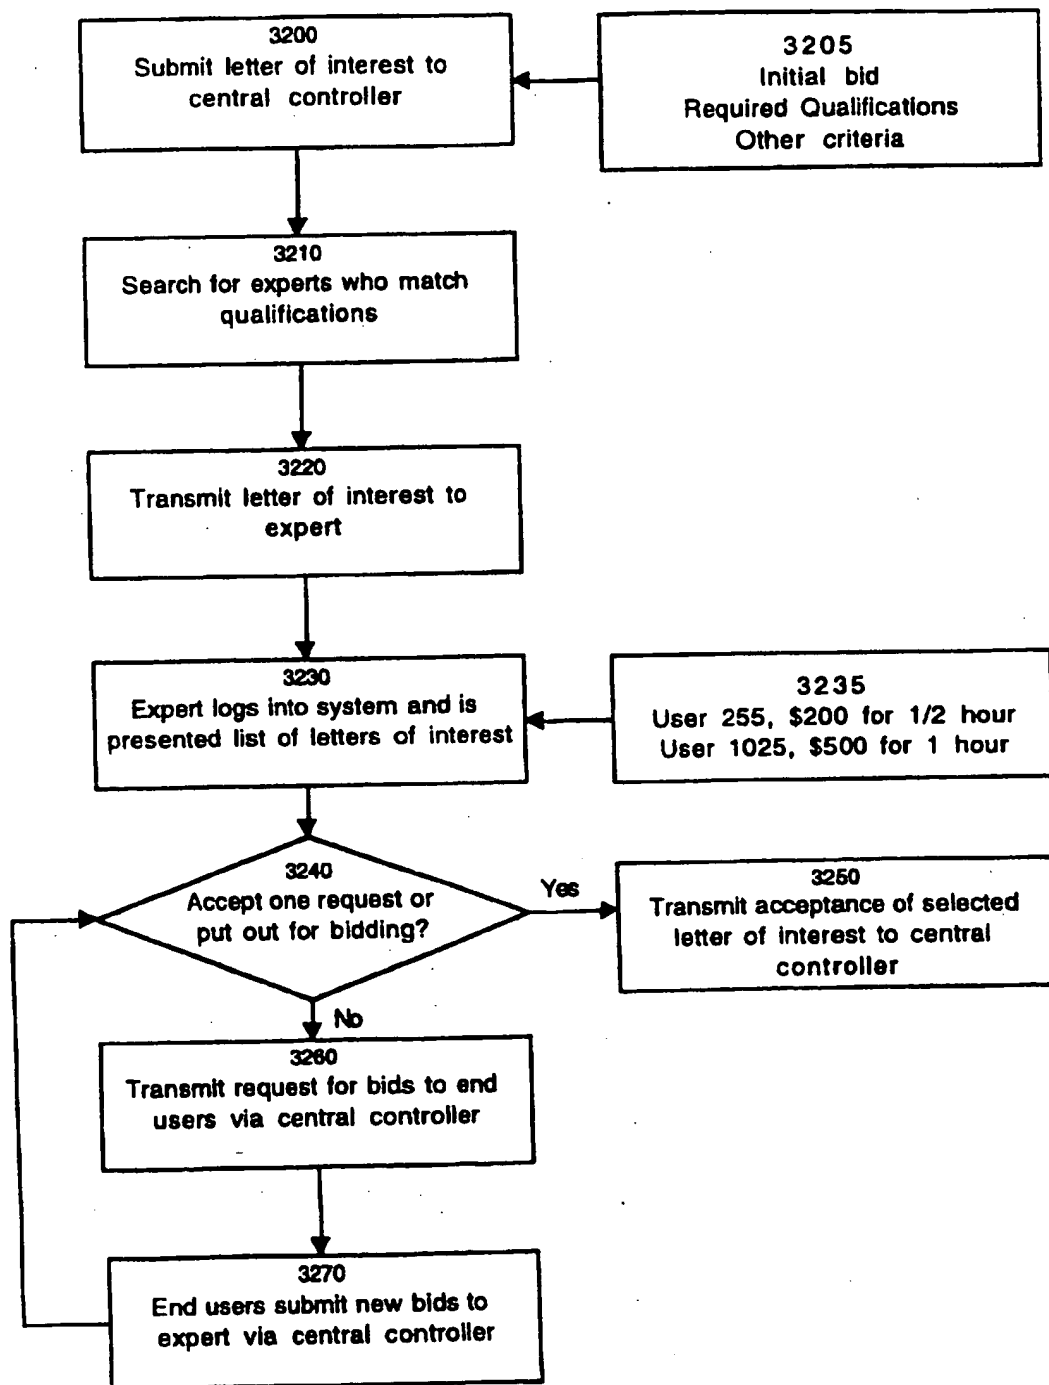 3200
Submit letter of interest to
central controller
3205
Initial bid
Required Qualifications
Other criteria
3210
Search for experts who match
qualifications
3220
Transmit letter of interest to
expert
3230
Expert logs into system and is
presented list of letters of interest
3235
User 255, $200 for 1/2 hour
User 1025, $500 for 1 hour
3240
Accept one request or
put out for bidding?
Yes
3250
Transmit acceptance of selected
letter of interest to central
controller
No
3260
Transmit request for bids to end
users via central controller
3270
End users submit new bids to
expert via central controller